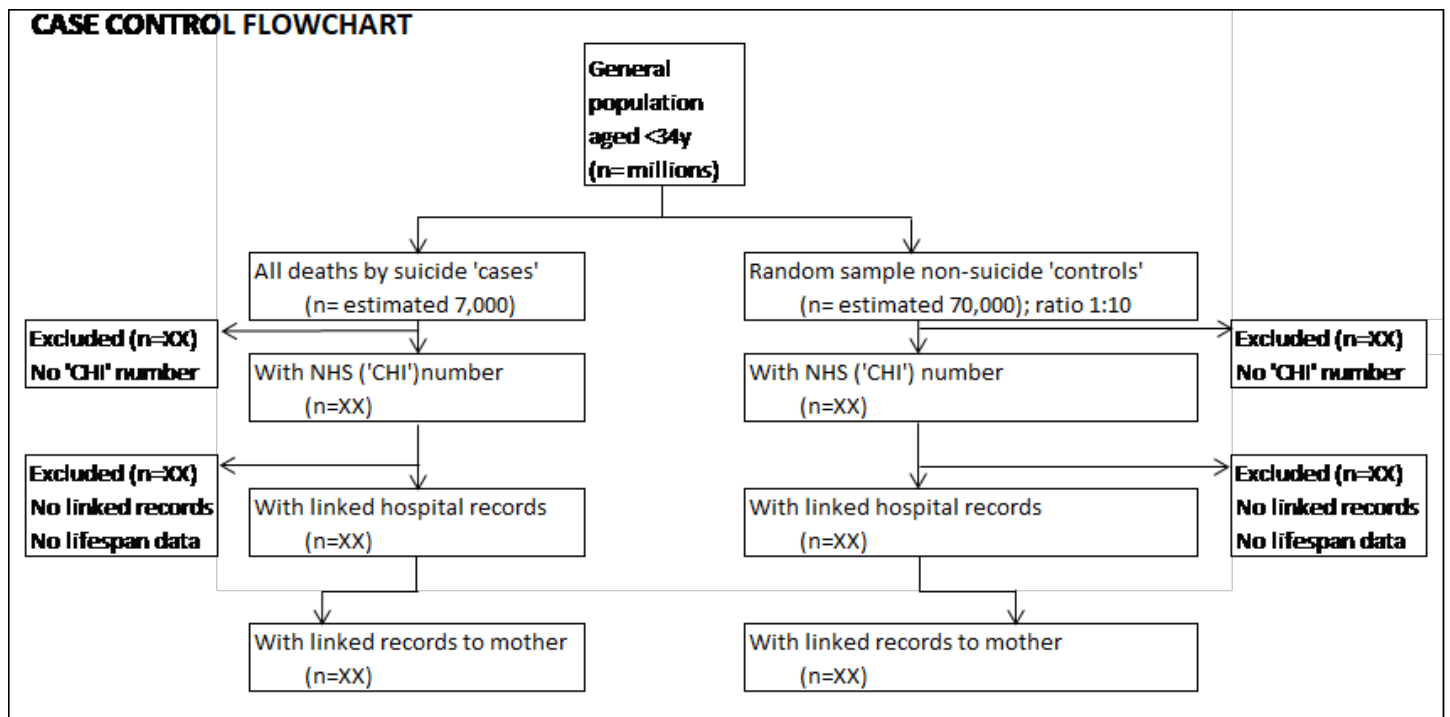 CASE CONTROL FLOWCHART
General
population
aged <34y
(n=millions)
All deaths by suicide 'cases'
(n= estimated 7,000)
Random sample non-suicide 'controls'
(n= estimated 70,000); ratio 1:10
Excluded (n=XX)
No 'CHI' number
With NHS ('CHI')number
(n=XX)
With NHS ('CHI') number
(n=XX)
Excluded (n=XX)
No 'CHI' number
Excluded (n=XX)
No linked records
No lifespan data
With linked hospital records
(n=XX)
With linked hospital records
(n=XX)
Excluded (n=XX)
No linked records
No lifespan data
With linked records to mother
(n=XX)
With linked records to mother
(n=XX)